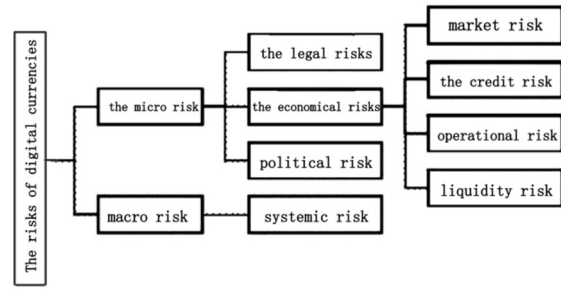 The risks of digital currencies
the micro risk
macro risk
the legal risks
the economical risks
political risk
systemic risk
market risk
the credit risk
operational risk
liquidity risk